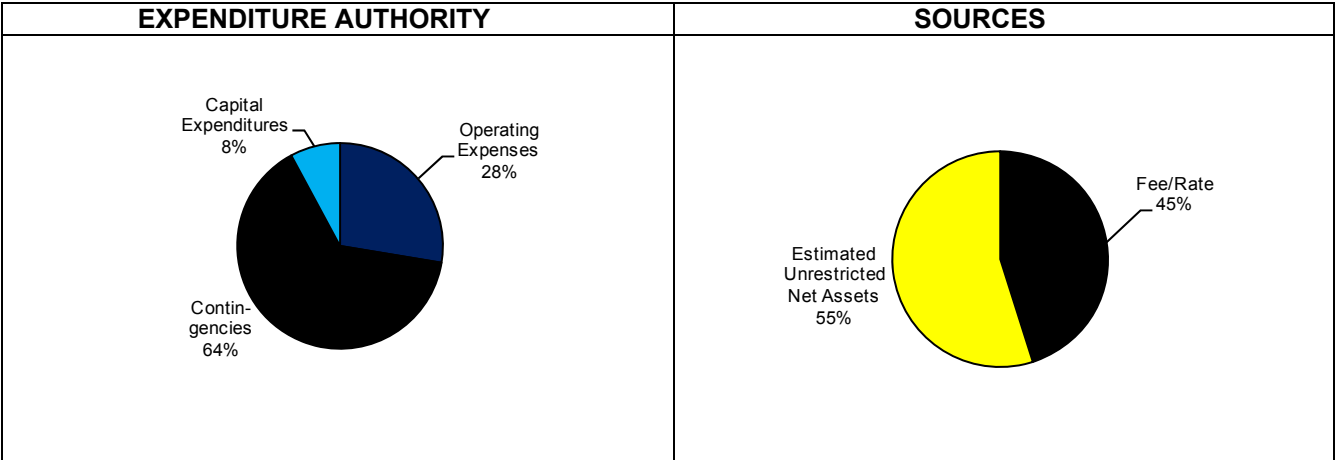 EXPENDITURE AUTHORITY
SOURCES
Capital
Expenditures
8%
Operating
Expenses
28%
Contin-
gencies
64%
Fee/Rate
45%
Estimated
Unrestricted
Net Assets
55%